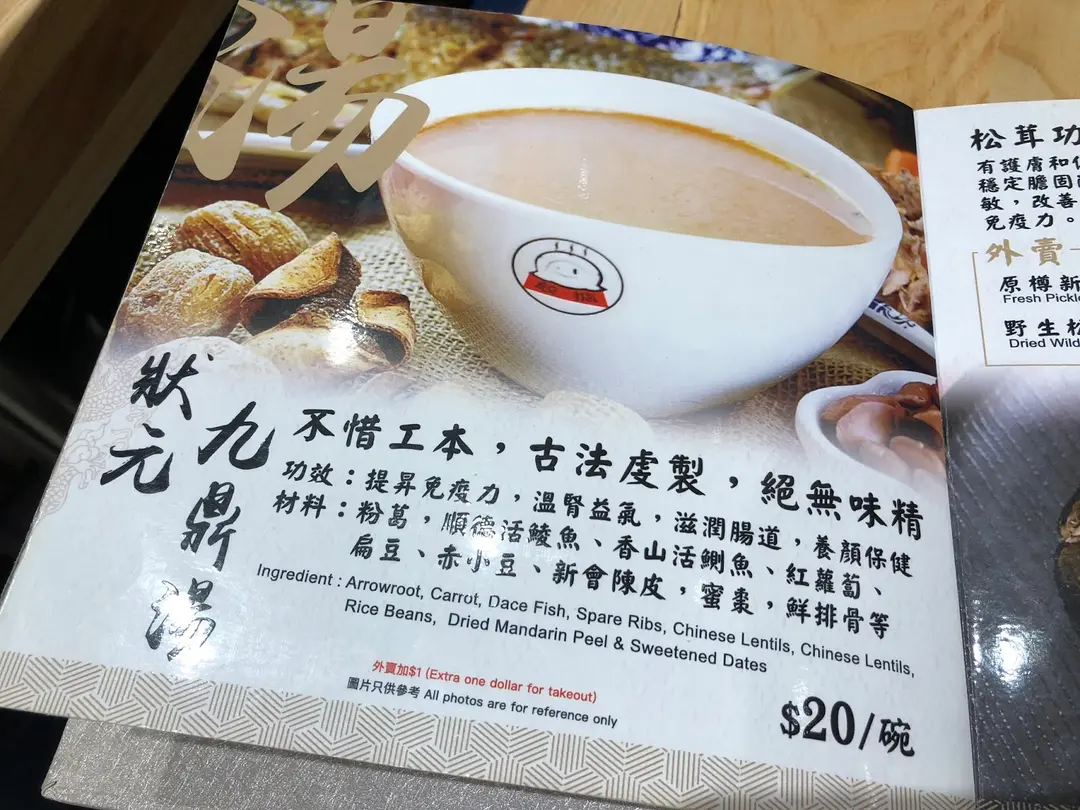 湯
狀元
九鼎湯
不惜工本，古法虔製，絕無味精
功效：提昇免疫力，溫腎益氣，滋潤腸道，養顏保健
材料：粉葛，順德活鯪魚、香山活鯽魚、紅蘿蔔、
扁豆、赤小豆、新會陳皮，蜜棗，鮮排骨等
Ingredient : Arrowroot, Carrot, Dace Fish, Spare Ribs, Chinese Lentils, Chinese Lentils,
Rice Beans, Dried Mandarin Peel & Sweetened Dates
外賣加$1 (Extra one dollar for takeout)
圖片只供參考 All photos are for reference only
$20/碗
松茸功
有護膚和
穩定膽固
敏，改善
免疫力。
外賣
原樽新
Fresh Pickl
野生松
Dried Wild